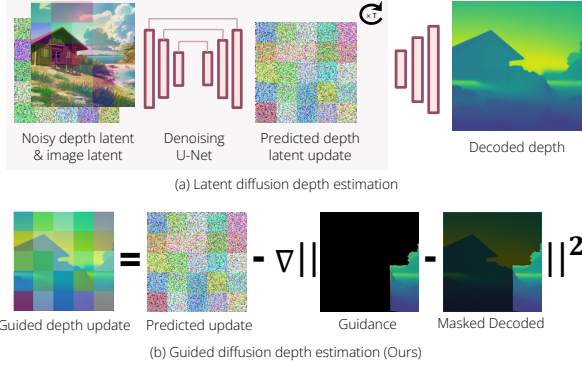 × T
Noisy depth latent
& image latent
Denoising
U-Net
Predicted depth
latent update
Decoded depth
(a) Latent diffusion depth estimation
= - ∇|| - ||²
Guided depth update
Predicted update
Guidance
Masked Decoded
(b) Guided diffusion depth estimation (Ours)